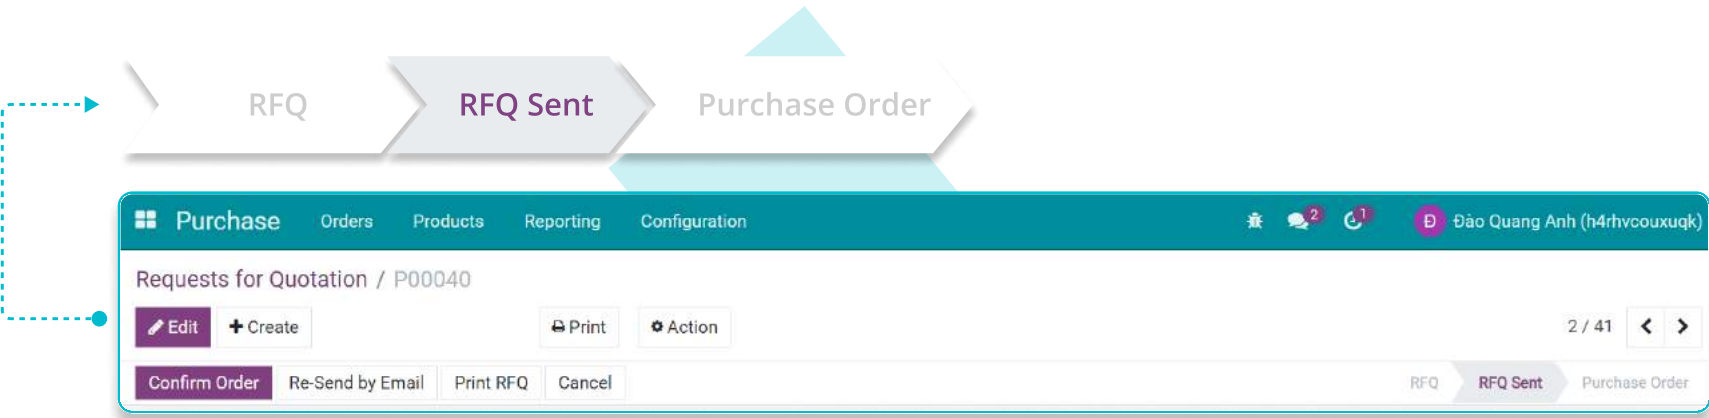 RFQ RFQ Sent Purchase Order
Purchase Orders Products Reporting Configuration 2 1 Đ Đào Quang Anh (h4rhvcouxuqk)
Requests for Quotation / P00040
Edit + Create Print Action 2 / 41
Confirm Order Re-Send by Email Print RFQ Cancel RFQ RFQ Sent Purchase Order